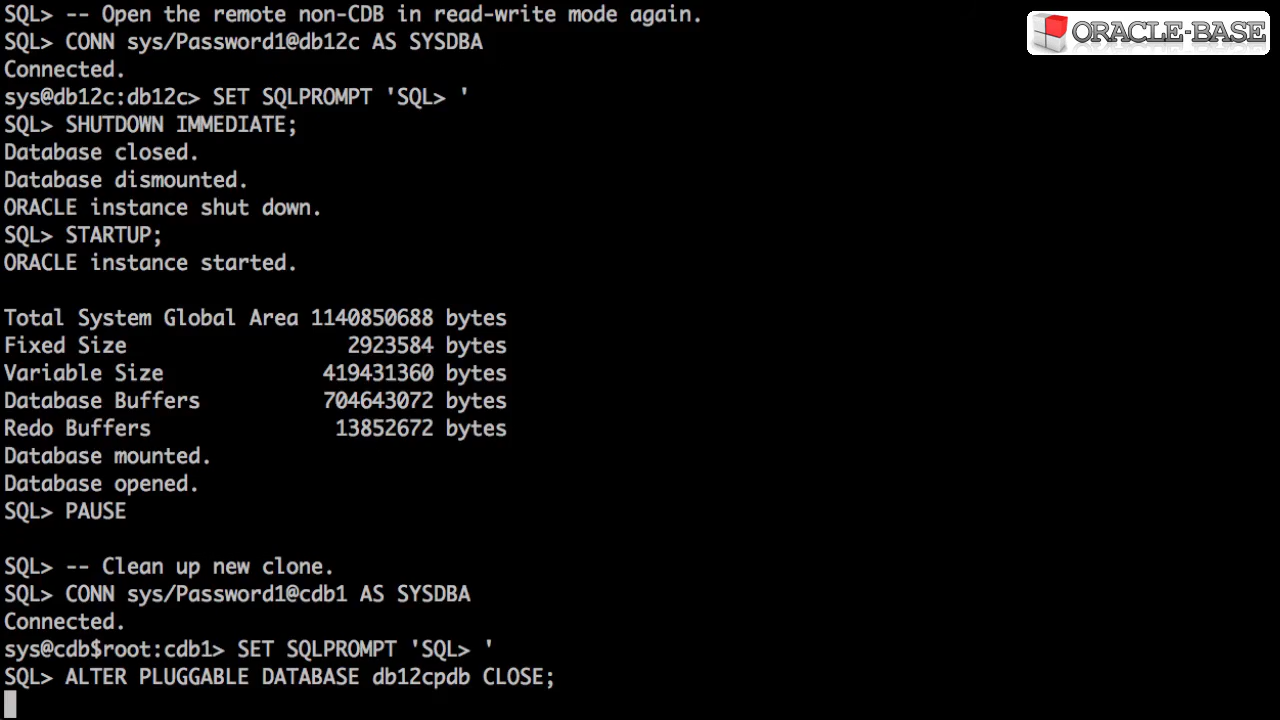 SQL> -- Open the remote non-CDB in read-write mode again.
ORACLE-BASE
SQL> CONN sys/Password1@db12c AS SYSDBA
Connected.
sys@db12c:db12c> SET SQLPROMPT 'SQL> '
SQL> SHUTDOWN IMMEDIATE;
Database closed.
Database dismounted.
ORACLE instance shut down.
SQL> STARTUP;
ORACLE instance started.
Total System Global Area 1140850688 bytes
Fixed Size                  2923584 bytes
Variable Size             419431360 bytes
Database Buffers          704643072 bytes
Redo Buffers               13852672 bytes
Database mounted.
Database opened.
SQL> PAUSE
SQL> -- Clean up new clone.
SQL> CONN sys/Password1@cdb1 AS SYSDBA
Connected.
sys@cdb$root:cdb1> SET SQLPROMPT 'SQL> '
SQL> ALTER PLUGGABLE DATABASE db12cpdb CLOSE;